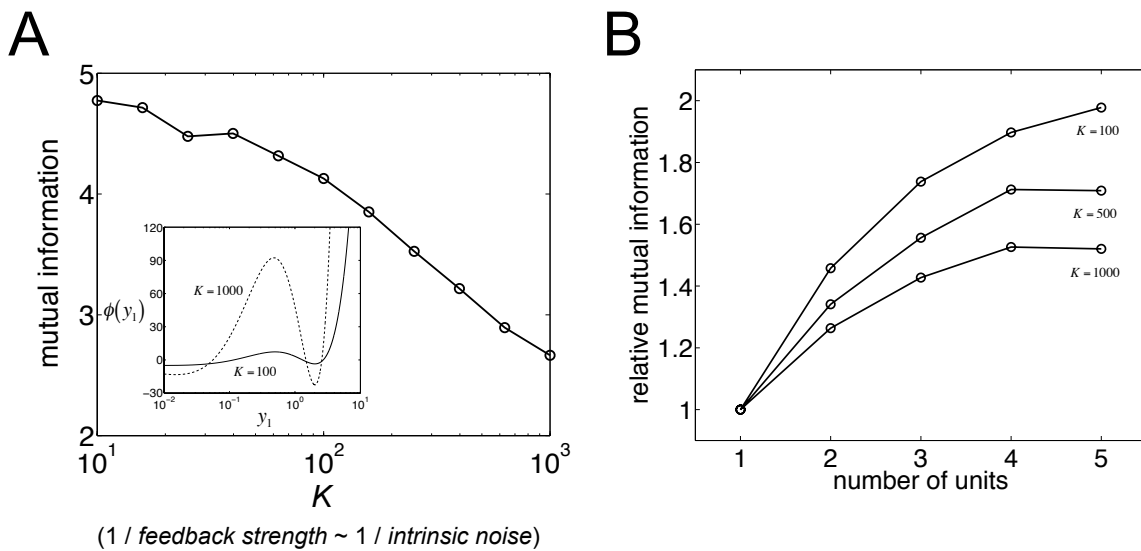 A
mutual information
5
4
3
2
10^1
10^2
10^3
K
(1 / feedback strength ~ 1 / intrinsic noise)
ϕ(y₁)
120
90
60
30
0
−30
10^−2
10^−1
10^0
10^1
y₁
K = 1000
K = 100
B
relative mutual information
2
1.8
1.6
1.4
1.2
1
1
2
3
4
5
number of units
K = 100
K = 500
K = 1000